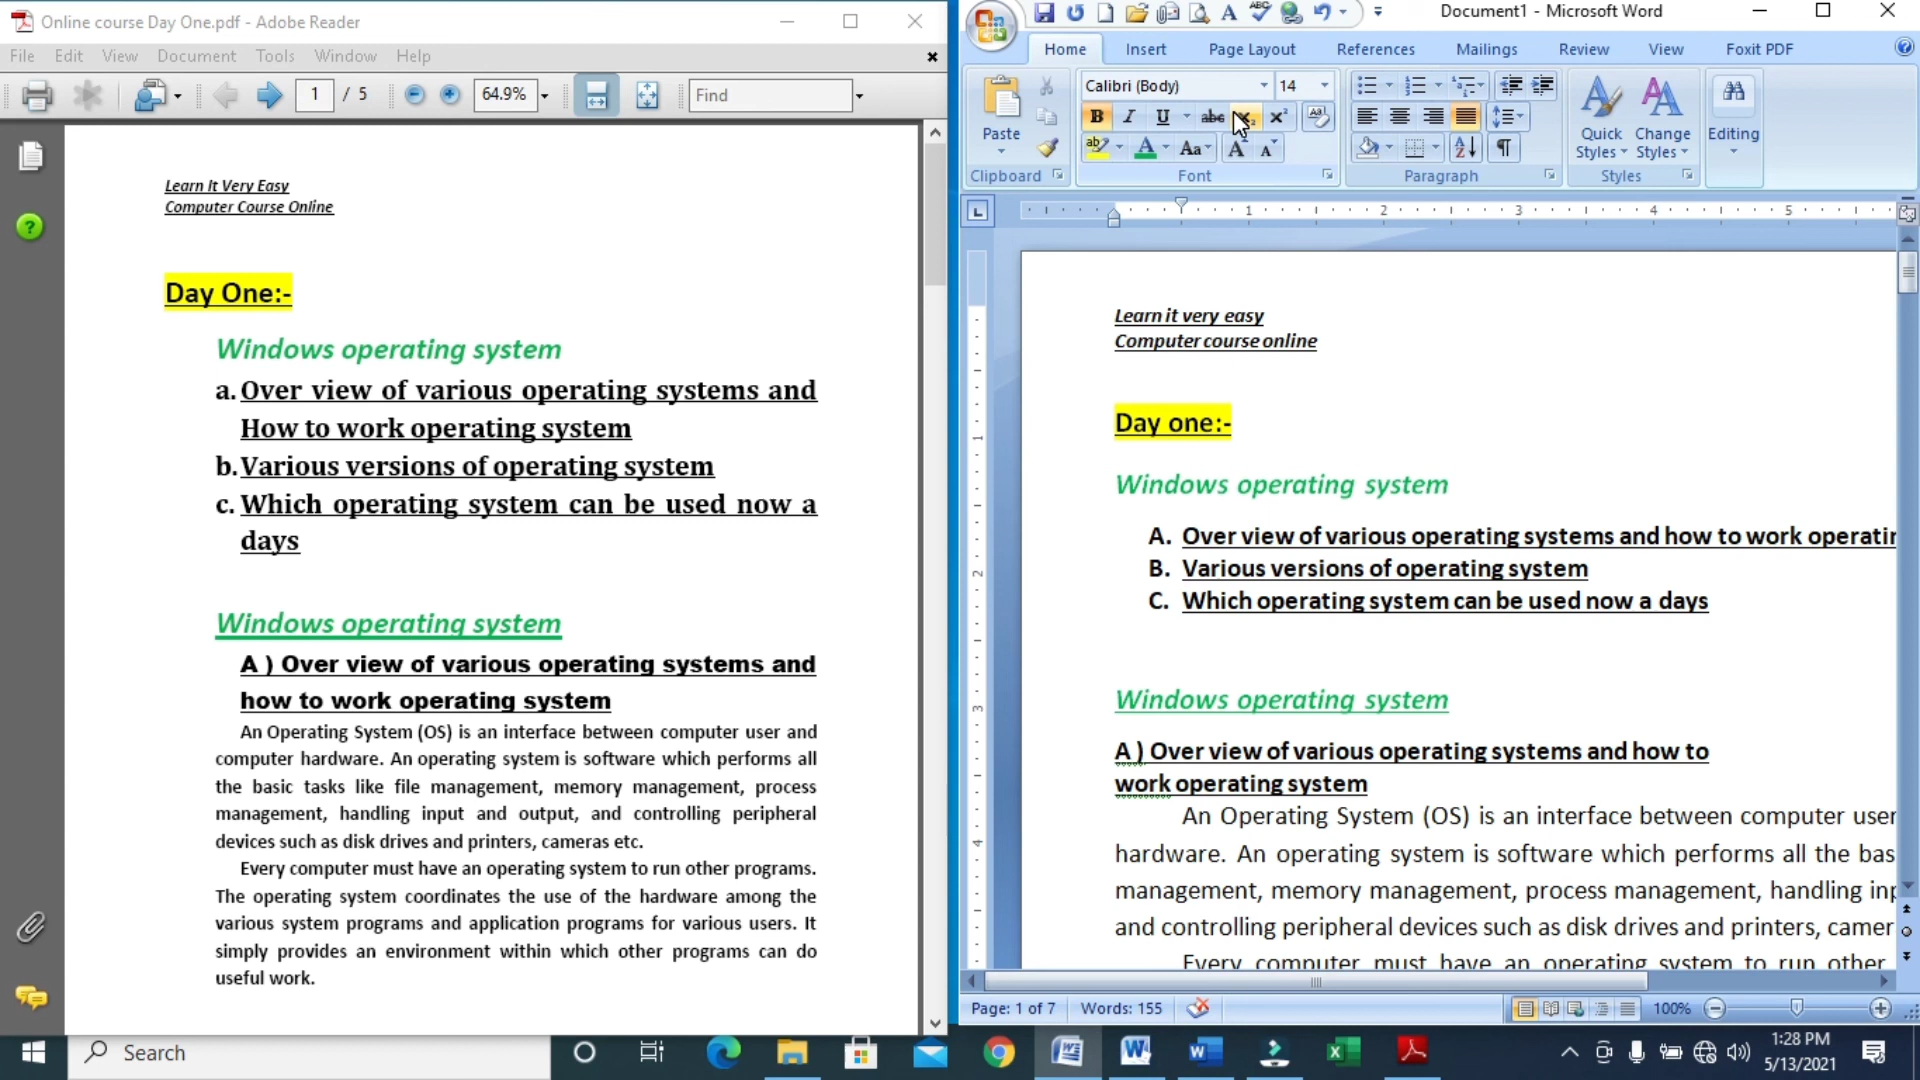 Online course Day One.pdf - Adobe Reader
File Edit View Document Tools Window Help
1 / 5 64.9% Find
Learn It Very Easy
Computer Course Online
Day One:-
Windows operating system
a. Over view of various operating systems and
How to work operating system
b. Various versions of operating system
c. Which operating system can be used now a
days
Windows operating system
A ) Over view of various operating systems and
how to work operating system
An Operating System (OS) is an interface between computer user and
computer hardware. An operating system is software which performs all
the basic tasks like file management, memory management, process
management, handling input and output, and controlling peripheral
devices such as disk drives and printers, cameras etc.
Every computer must have an operating system to run other programs.
The operating system coordinates the use of the hardware among the
various system programs and application programs for various users. It
simply provides an environment within which other programs can do
useful work.
Document1 - Microsoft Word
Home Insert Page Layout References Mailings Review View Foxit PDF
Calibri (Body) 14
Paste
Quick Styles
Change Styles
Editing
Clipboard Font Paragraph Styles
1 2 3 4 5
Learn it very easy
Computer course online
Day one:-
Windows operating system
A. Over view of various operating systems and how to work operatin
B. Various versions of operating system
C. Which operating system can be used now a days
Windows operating system
A ) Over view of various operating systems and how to
work operating system
An Operating System (OS) is an interface between computer user
hardware. An operating system is software which performs all the bas
management, memory management, process management, handling inp
and controlling peripheral devices such as disk drives and printers, camer
Every computer must have an operating system to run other
Page: 1 of 7 Words: 155 100%
Search
1:28 PM
5/13/2021